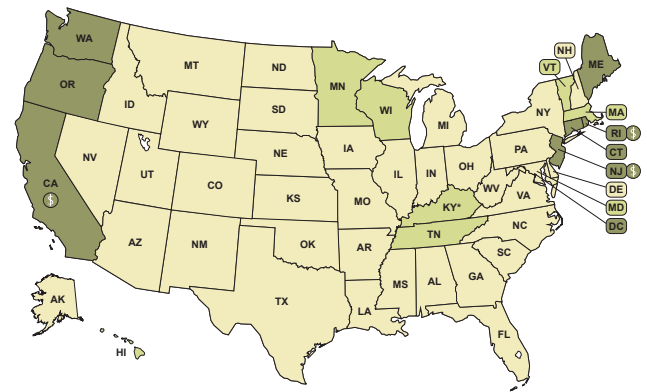 WA
OR
CA
$
ID
NV
MT
WY
UT
AZ
CO
NM
ND
SD
NE
KS
OK
TX
MN
IA
MO
AR
LA
WI
IL
MI
IN
OH
KY*
TN
MS
AL
GA
FL
SC
NC
VA
WV
PA
NY
ME
NH
VT
MA
RI $
CT
NJ $
DE
MD
DC
AK
HI